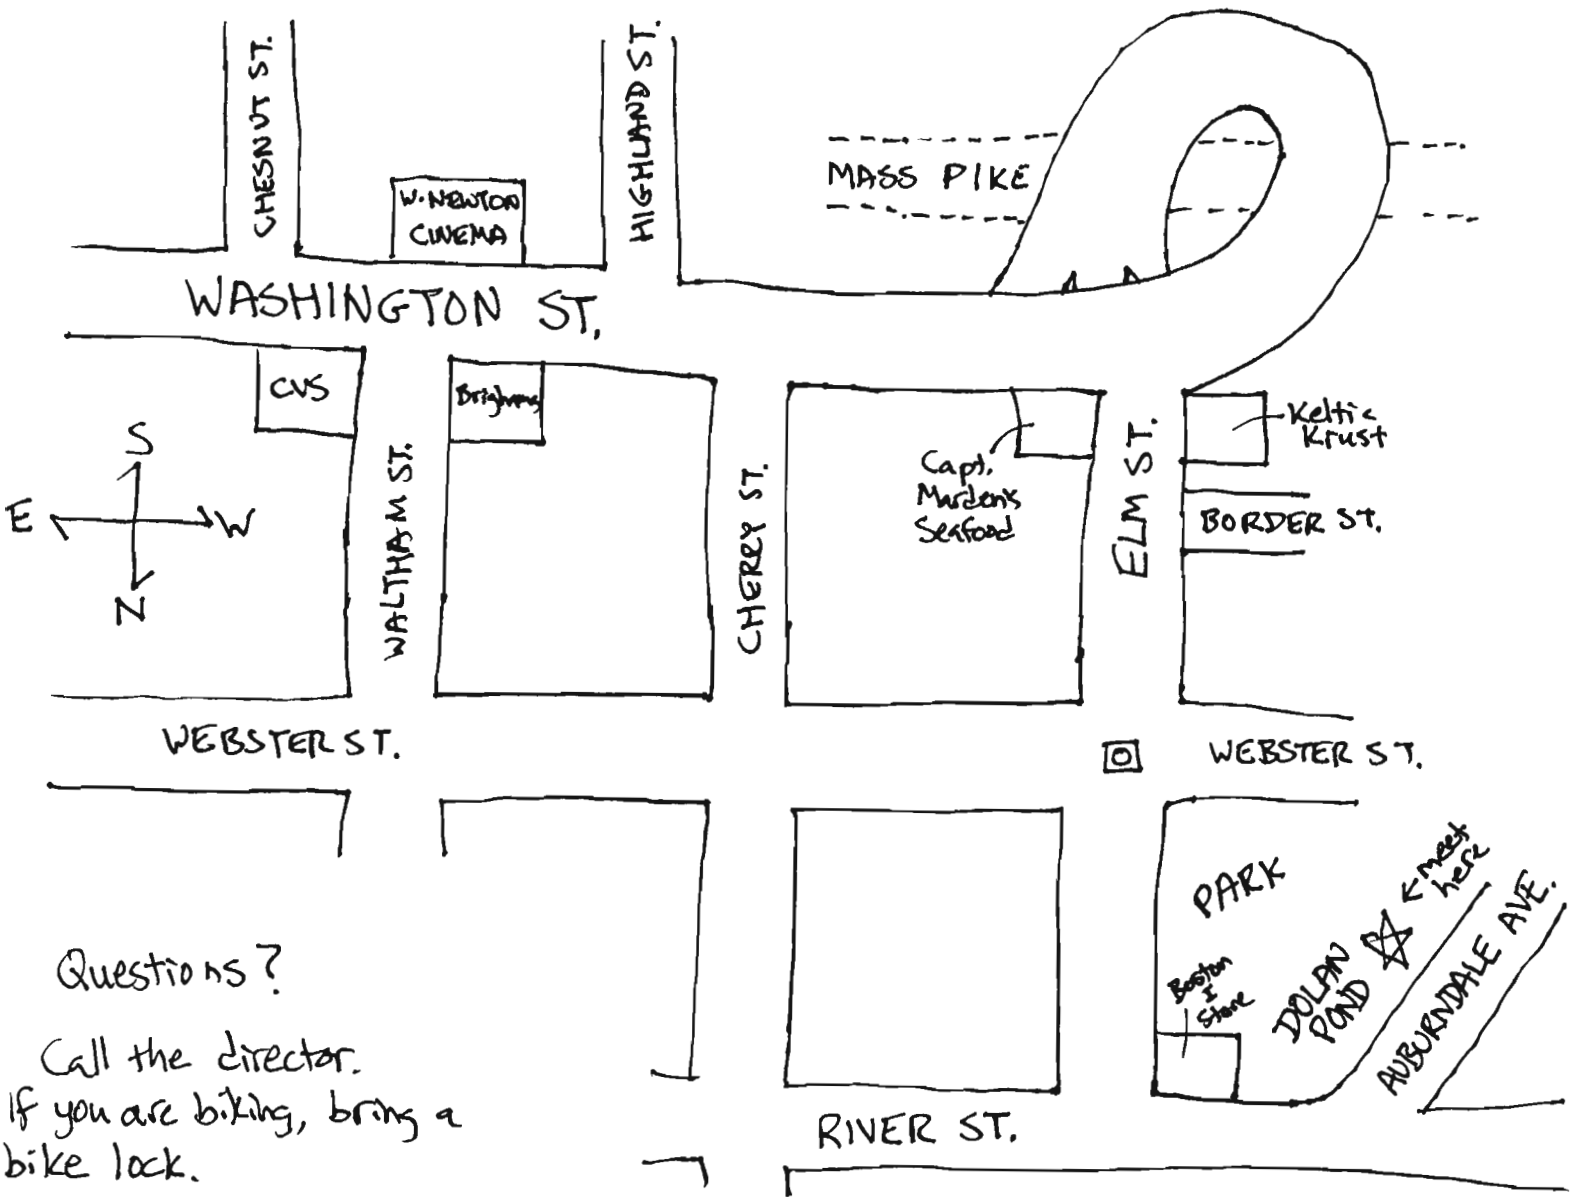 CHESNUT ST.
HIGHLAND ST.
W. NEWTON
CINEMA
MASS PIKE
WASHINGTON ST.
CVS
Brighams
Keltic
Krust
Capt.
Marden's
Seafood
S
E
W
N
WALTHAM ST.
CHERRY ST.
ELM ST.
BORDER ST.
WEBSTER ST.
WEBSTER ST.
PARK
meet
here
DOLAN
POND
AUBURNDALE AVE.
Boston
I
Store
Questions?
Call the director.
If you are biking, bring a
bike lock.
RIVER ST.